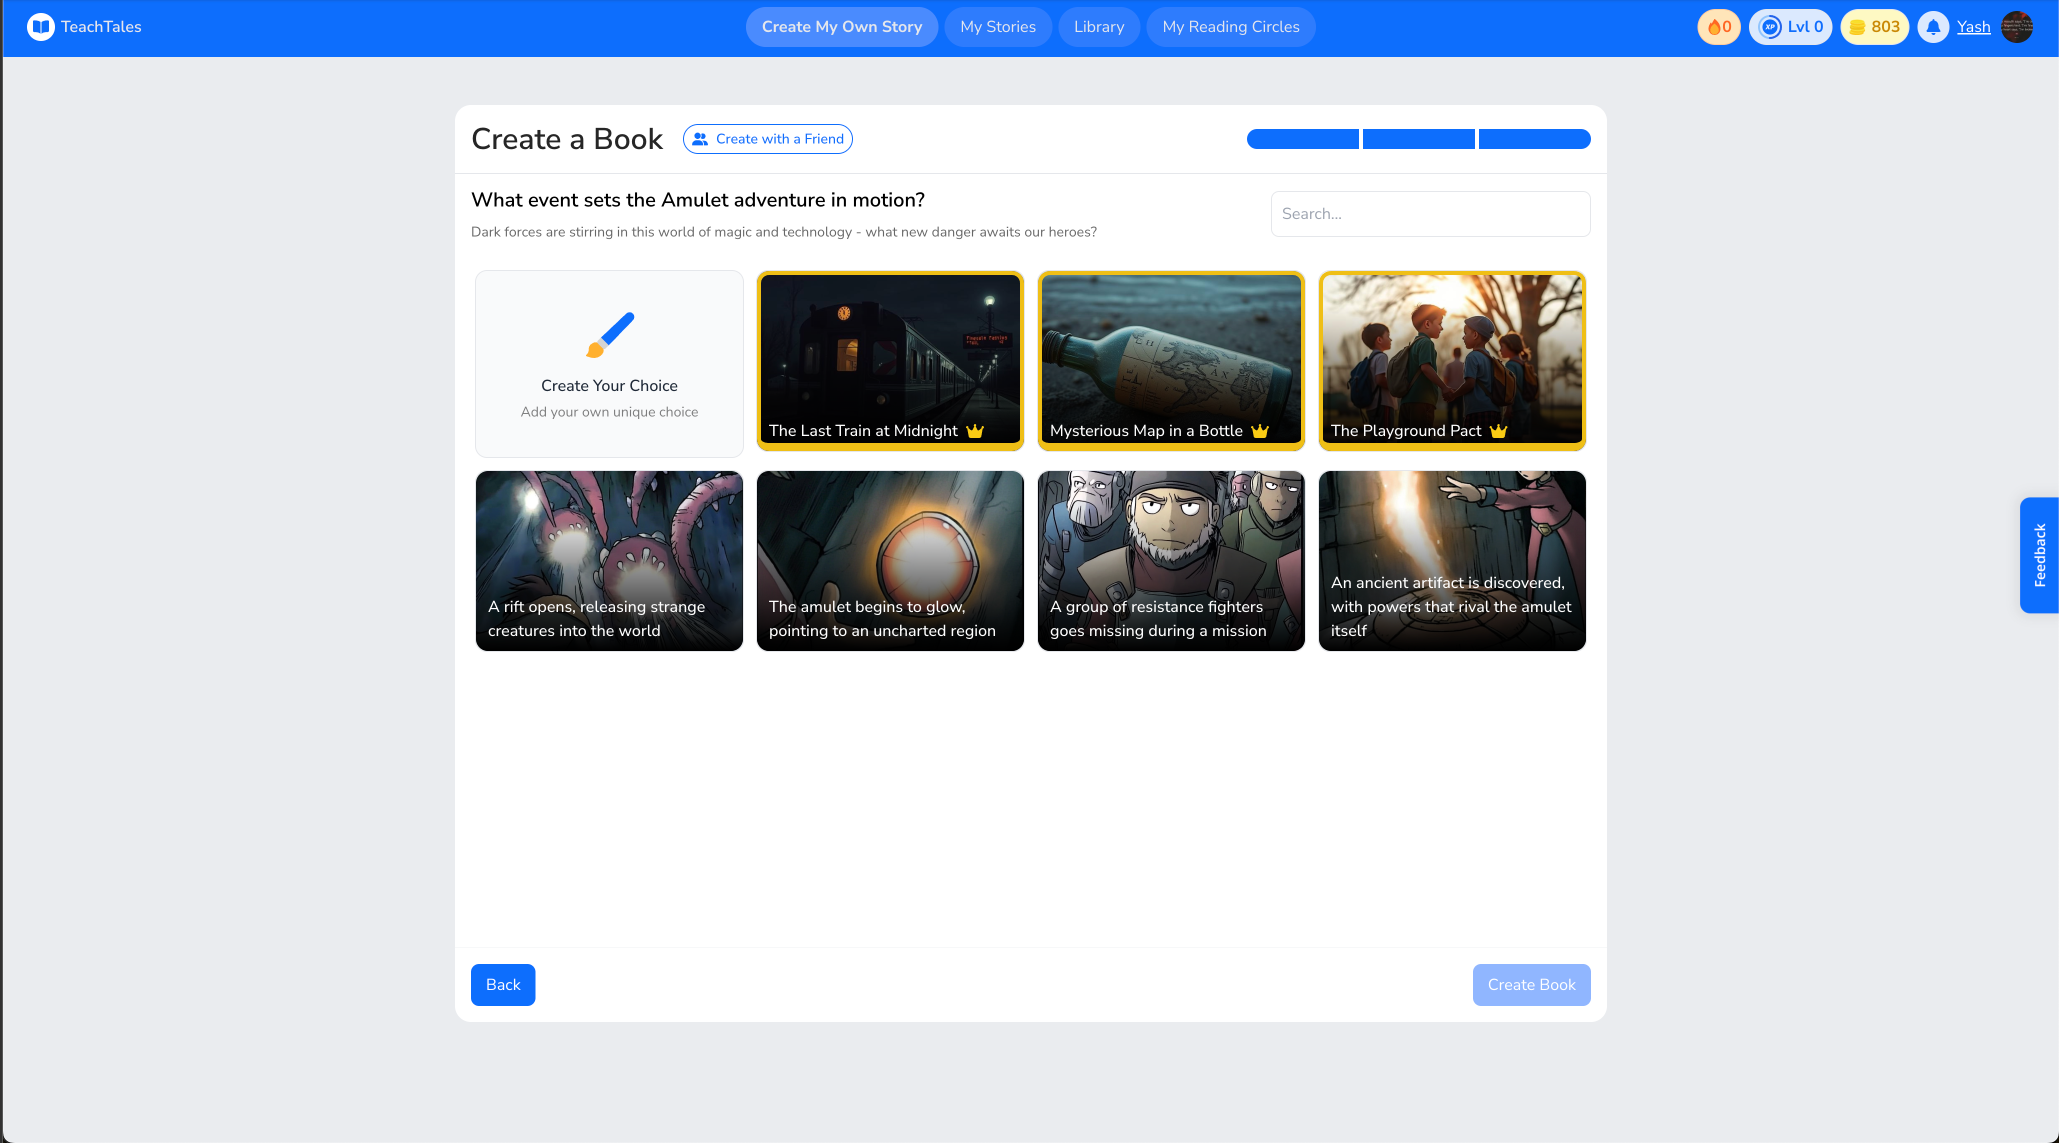 TeachTales
Create My Own Story
My Stories
Library
My Reading Circles
0
XP
Lvl 0
803
Yash
Create a Book
Create with a Friend
What event sets the Amulet adventure in motion?
Dark forces are stirring in this world of magic and technology - what new danger awaits our heroes?
Search...
Create Your Choice
Add your own unique choice
The Last Train at Midnight
Mysterious Map in a Bottle
The Playground Pact
A rift opens, releasing strange
creatures into the world
The amulet begins to glow,
pointing to an uncharted region
A group of resistance fighters
goes missing during a mission
An ancient artifact is discovered,
with powers that rival the amulet
itself
Feedback
Back
Create Book